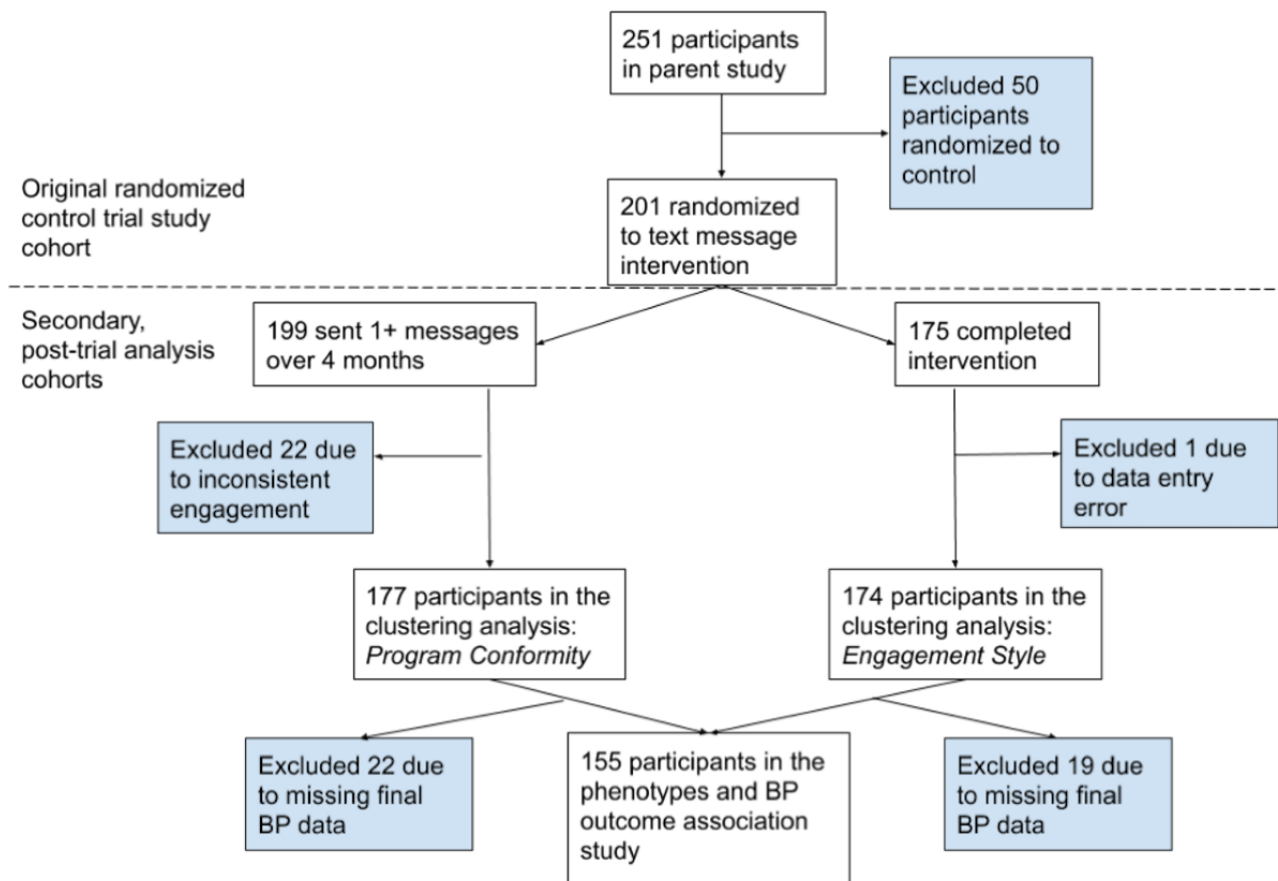 251 participants
in parent study
Excluded 50
participants
randomized to
control
Original randomized
control trial study
cohort
201 randomized
to text message
intervention
Secondary,
post-trial analysis
cohorts
199 sent 1+ messages
over 4 months
175 completed
intervention
Excluded 22 due
to inconsistent
engagement
Excluded 1 due
to data entry
error
177 participants in the
clustering analysis:
Program Conformity
174 participants in the
clustering analysis:
Engagement Style
Excluded 22 due
to missing final
BP data
155 participants in the
phenotypes and BP
outcome association
study
Excluded 19 due
to missing final
BP data